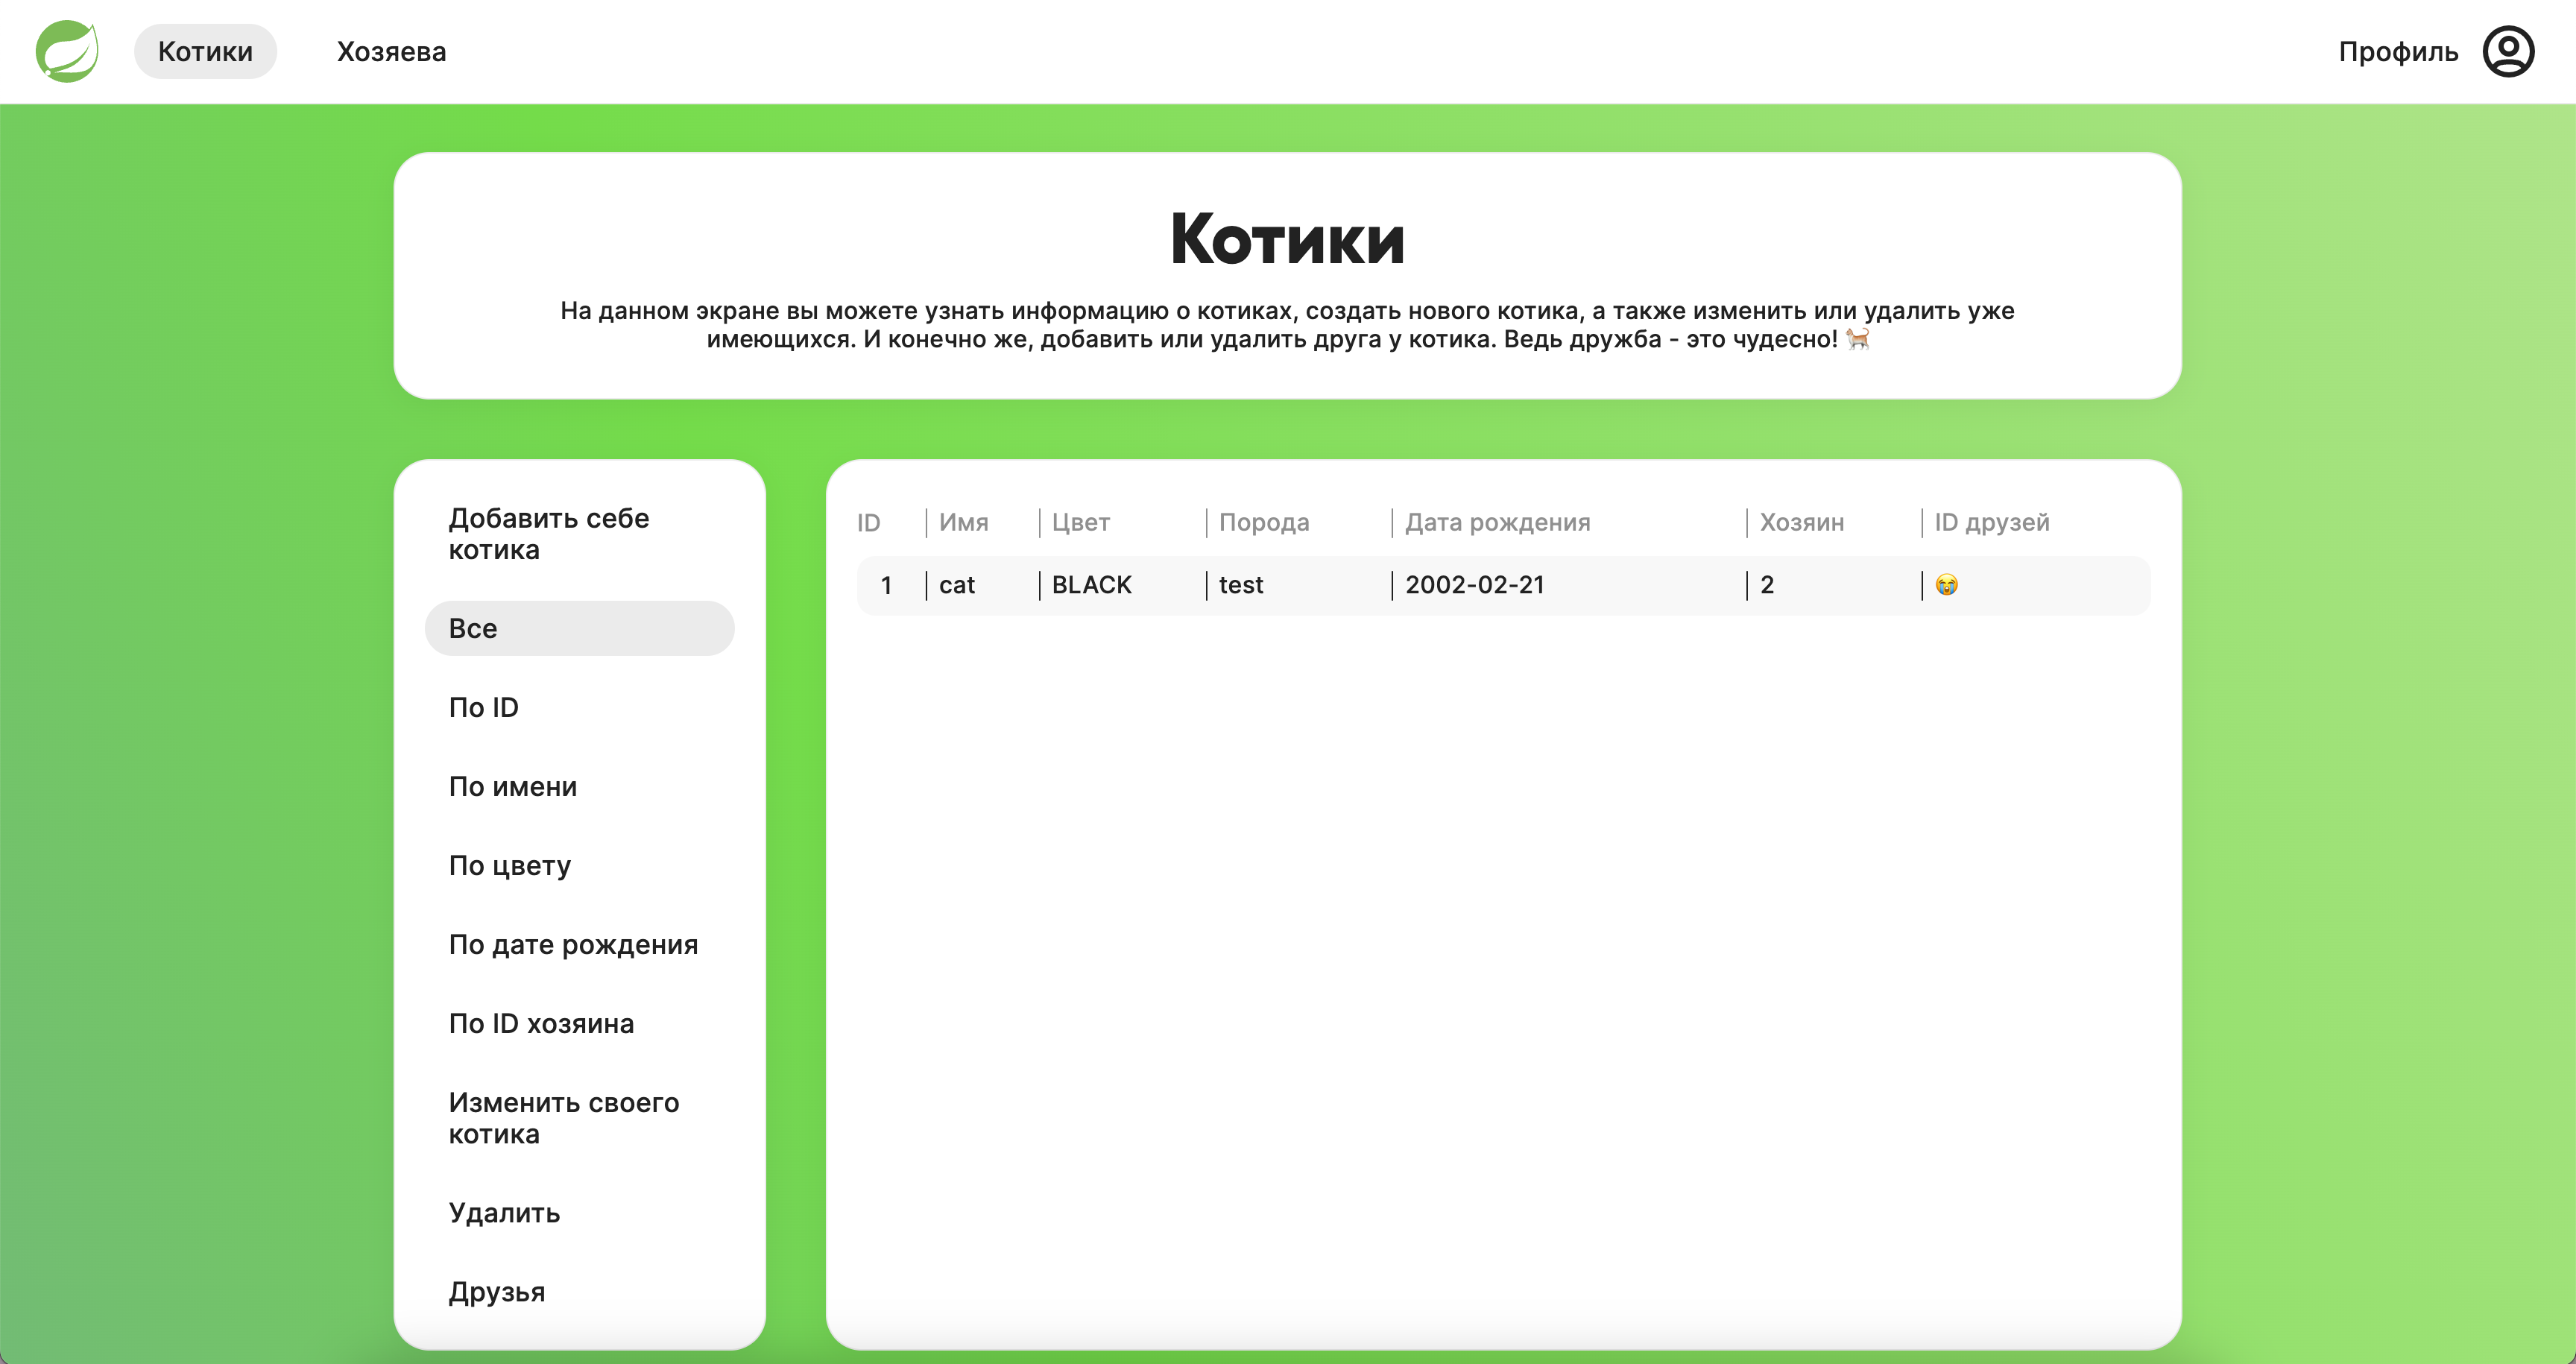 Котики
Хозяева
Профиль
Котики
На данном экране вы можете узнать информацию о котиках, создать нового котика, а также изменить или удалить уже
имеющихся. И конечно же, добавить или удалить друга у котика. Ведь дружба - это чудесно! 🐈
Добавить себе
котика
Все
По ID
По имени
По цвету
По дате рождения
По ID хозяина
Изменить своего
котика
Удалить
Друзья
ID | Имя | Цвет | Порода | Дата рождения | Хозяин | ID друзей
1 | cat | BLACK | test | 2002-02-21 | 2 | 😭